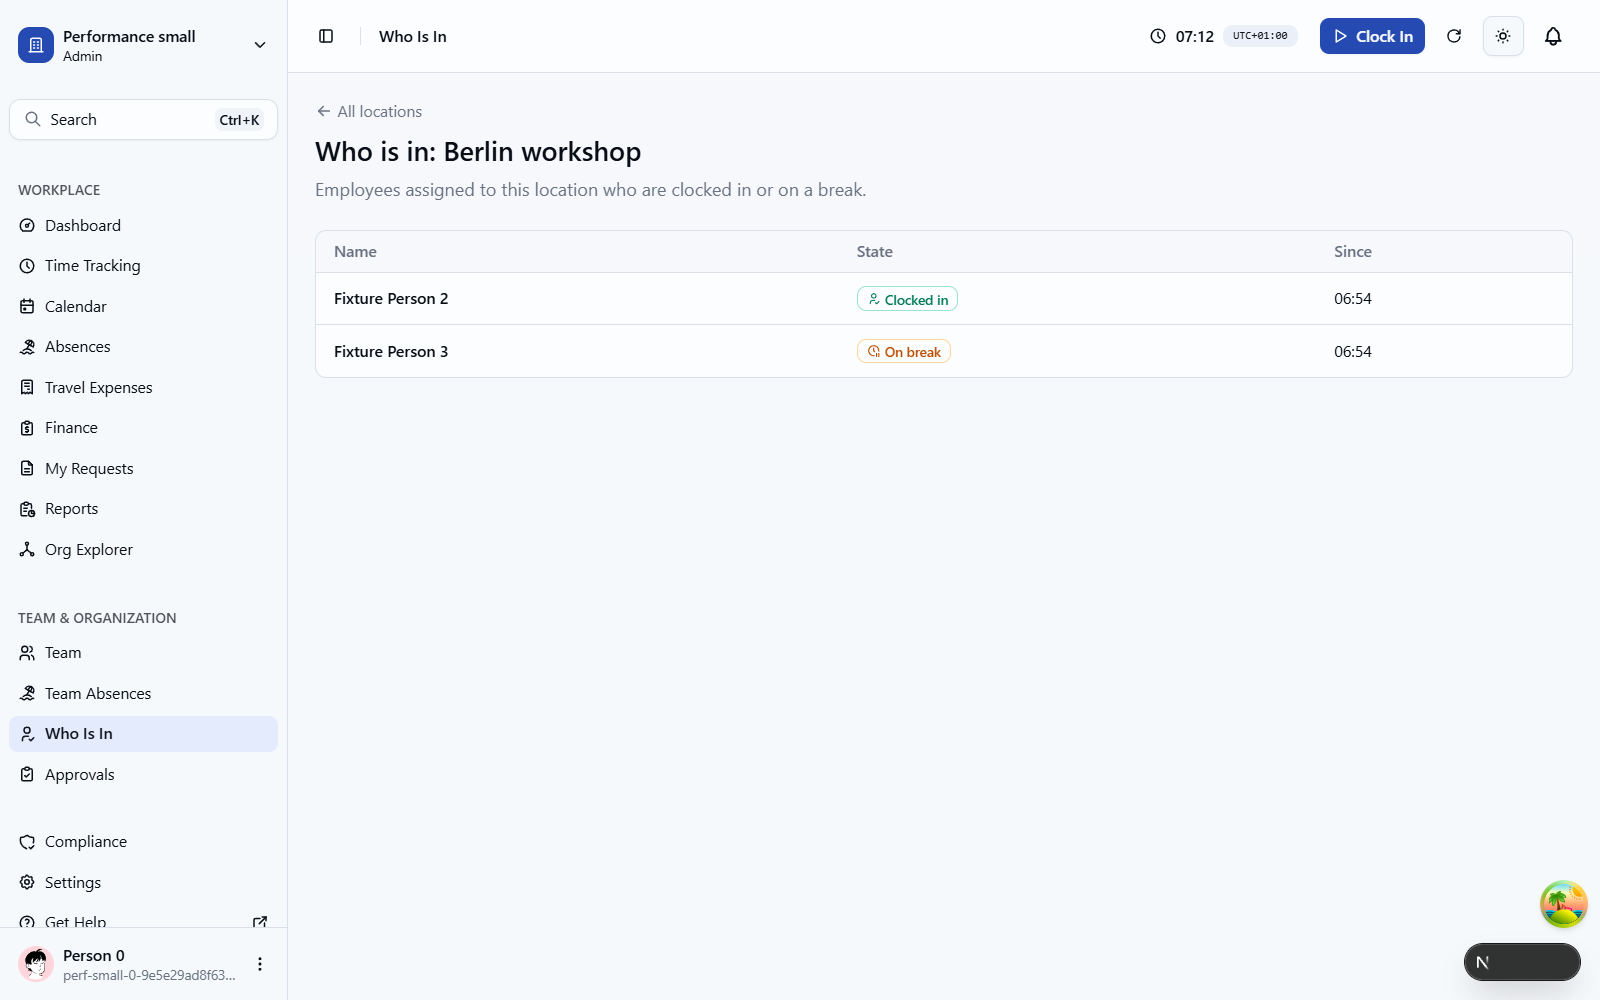 Performance small
Admin
Search
Ctrl+K
WORKPLACE
Dashboard
Time Tracking
Calendar
Absences
Travel Expenses
Finance
My Requests
Reports
Org Explorer
TEAM & ORGANIZATION
Team
Team Absences
Who Is In
Approvals
Compliance
Settings
Get Help
Person 0
perf-small-0-9e5e29ad8f63...
Who Is In
07:12
UTC+01:00
Clock In
All locations
Who is in: Berlin workshop
Employees assigned to this location who are clocked in or on a break.
Name State Since
Fixture Person 2 Clocked in 06:54
Fixture Person 3 On break 06:54
N